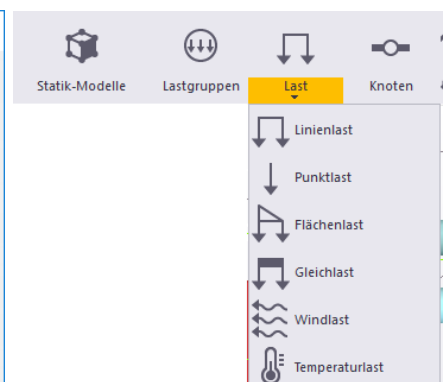 Statik-Modelle
Lastgruppen
Last
Knoten
Linienlast
Punktlast
Flächenlast
Gleichlast
Windlast
Temperaturlast